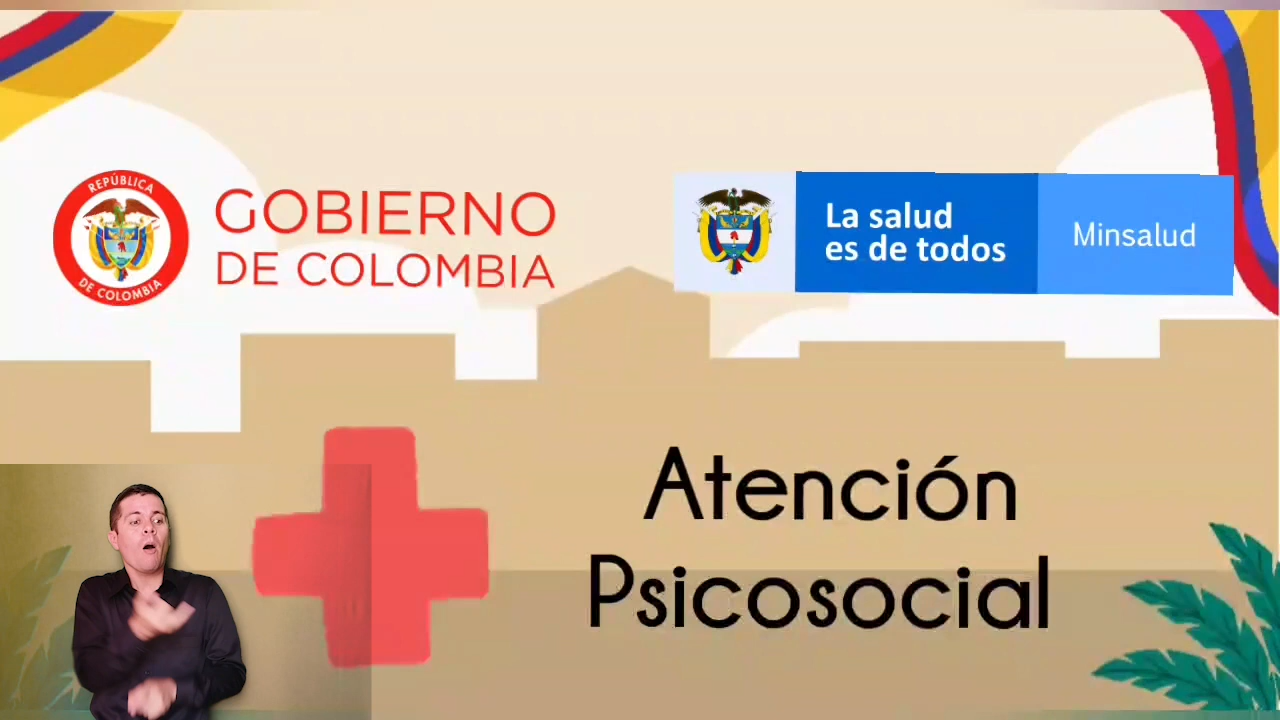 REPÚBLICA
DE COLOMBIA
GOBIERNO
DE COLOMBIA
La salud
es de todos
Minsalud
Atención
Psicosocial